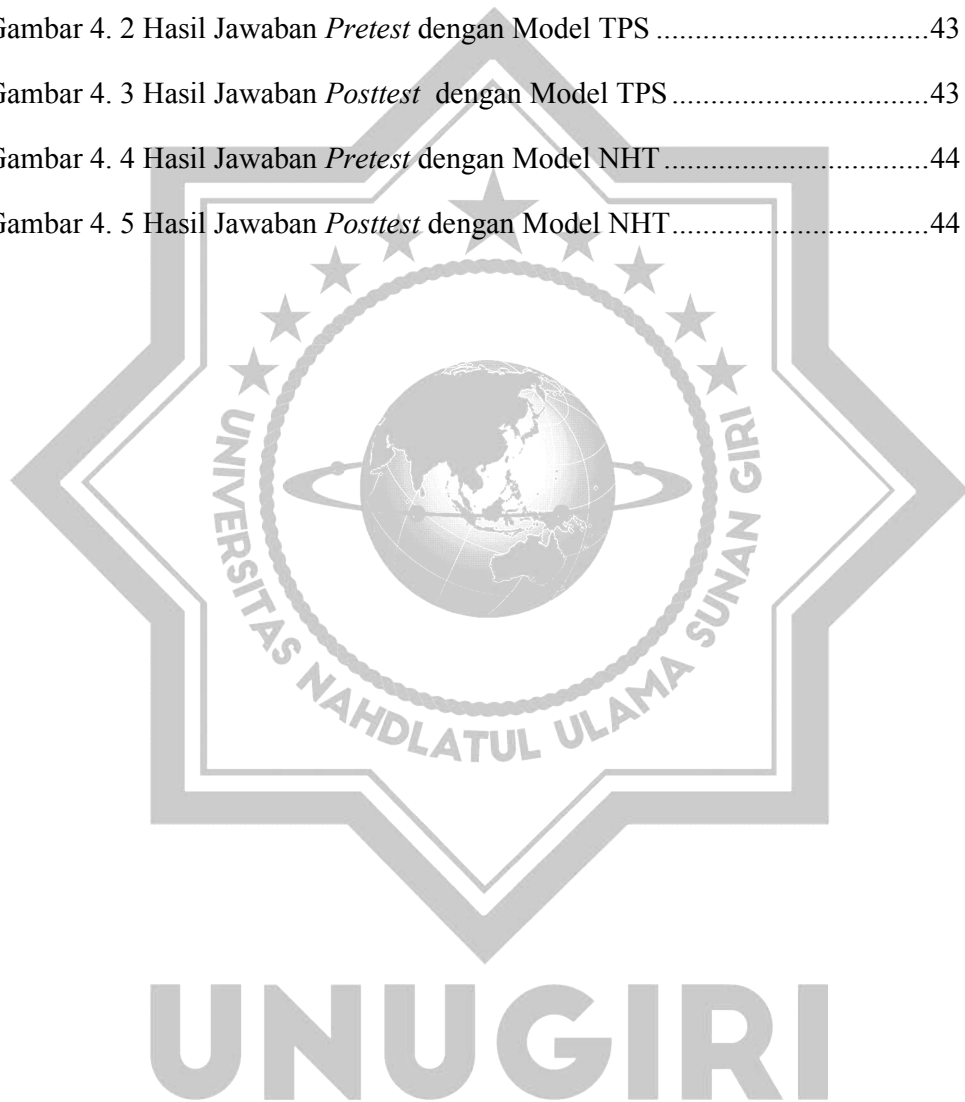 Gambar 4. 2 Hasil Jawaban Pretest dengan Model TPS ..............................43
Gambar 4. 3 Hasil Jawaban Posttest dengan Model TPS ............................43
Gambar 4. 4 Hasil Jawaban Pretest dengan Model NHT .............................44
Gambar 4. 5 Hasil Jawaban Posttest dengan Model NHT............................44
UNIVERSITAS NAHDLATUL ULAMA SUNAN GIRI
UNUGIRI